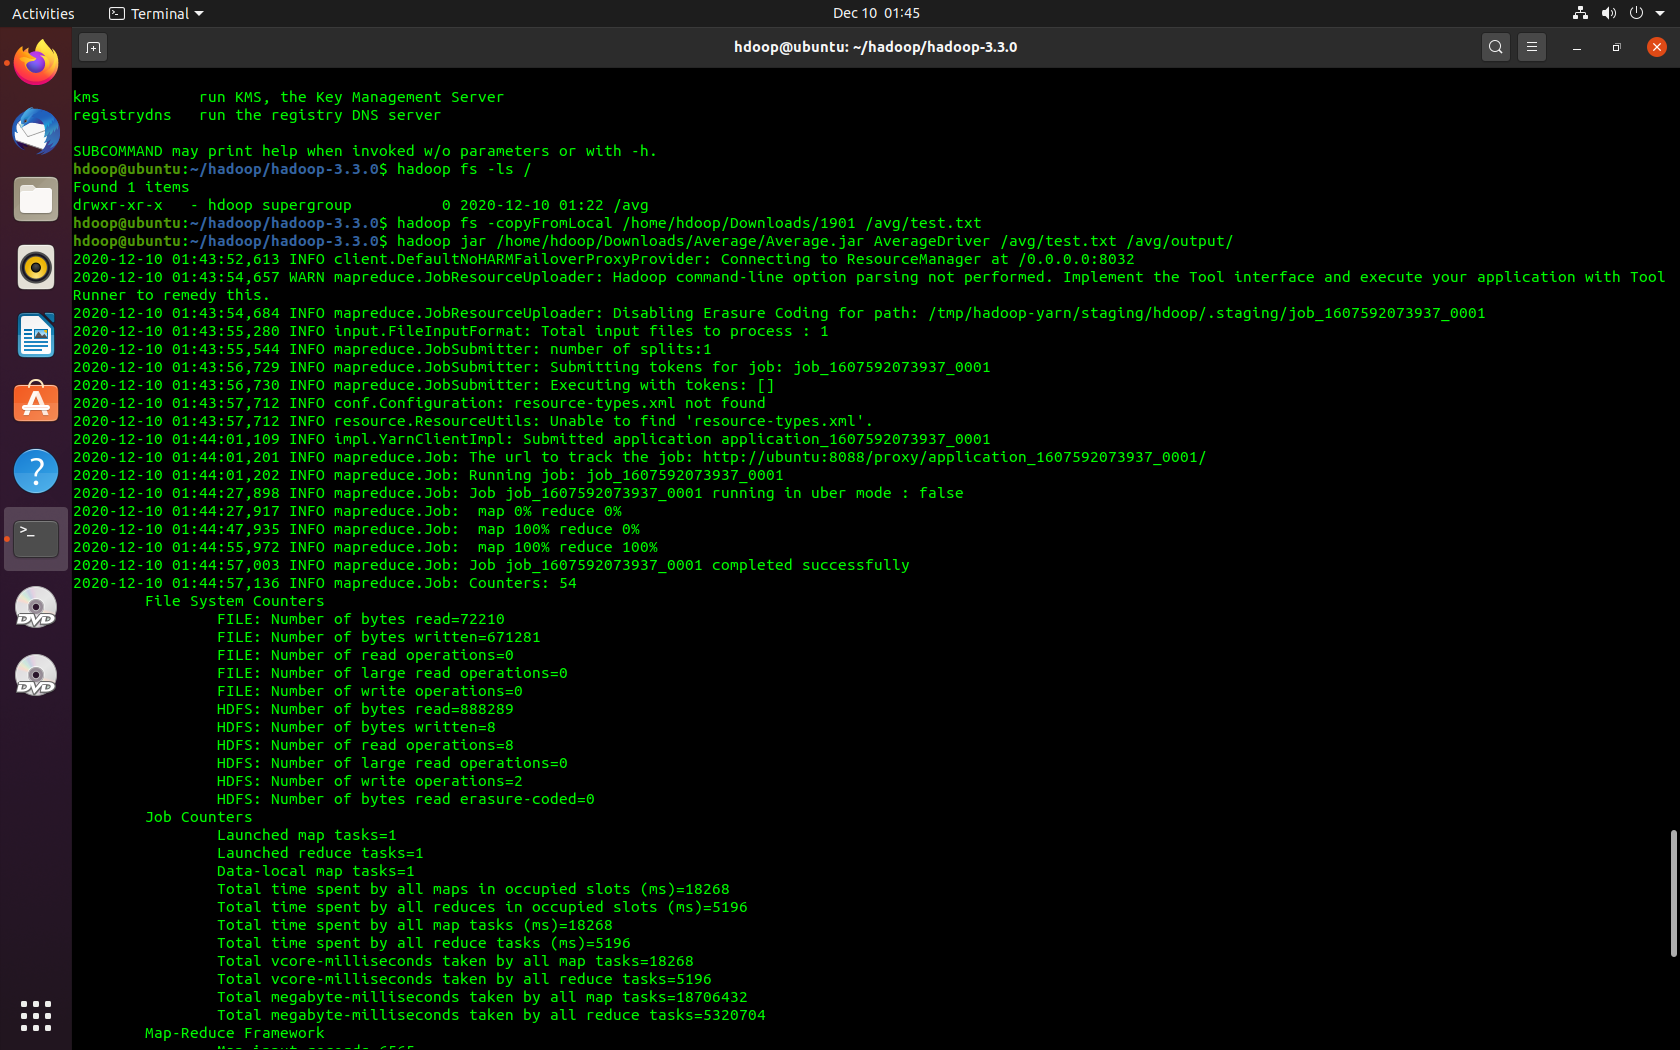 Activities Terminal Dec 10 01:45
hdoop@ubuntu: ~/hadoop/hadoop-3.3.0
kms           run KMS, the Key Management Server
registrydns   run the registry DNS server
SUBCOMMAND may print help when invoked w/o parameters or with -h.
hdoop@ubuntu:~/hadoop/hadoop-3.3.0$ hadoop fs -ls /
Found 1 items
drwxr-xr-x   - hdoop supergroup          0 2020-12-10 01:22 /avg
hdoop@ubuntu:~/hadoop/hadoop-3.3.0$ hadoop fs -copyFromLocal /home/hdoop/Downloads/1901 /avg/test.txt
hdoop@ubuntu:~/hadoop/hadoop-3.3.0$ hadoop jar /home/hdoop/Downloads/Average/Average.jar AverageDriver /avg/test.txt /avg/output/
2020-12-10 01:43:52,613 INFO client.DefaultNoHARMFailoverProxyProvider: Connecting to ResourceManager at /0.0.0.0:8032
2020-12-10 01:43:54,657 WARN mapreduce.JobResourceUploader: Hadoop command-line option parsing not performed. Implement the Tool interface and execute your application with Tool
Runner to remedy this.
2020-12-10 01:43:54,684 INFO mapreduce.JobResourceUploader: Disabling Erasure Coding for path: /tmp/hadoop-yarn/staging/hdoop/.staging/job_1607592073937_0001
2020-12-10 01:43:55,280 INFO input.FileInputFormat: Total input files to process : 1
2020-12-10 01:43:55,544 INFO mapreduce.JobSubmitter: number of splits:1
2020-12-10 01:43:56,729 INFO mapreduce.JobSubmitter: Submitting tokens for job: job_1607592073937_0001
2020-12-10 01:43:56,730 INFO mapreduce.JobSubmitter: Executing with tokens: []
2020-12-10 01:43:57,712 INFO conf.Configuration: resource-types.xml not found
2020-12-10 01:43:57,712 INFO resource.ResourceUtils: Unable to find 'resource-types.xml'.
2020-12-10 01:44:01,109 INFO impl.YarnClientImpl: Submitted application application_1607592073937_0001
2020-12-10 01:44:01,201 INFO mapreduce.Job: The url to track the job: http://ubuntu:8088/proxy/application_1607592073937_0001/
2020-12-10 01:44:01,202 INFO mapreduce.Job: Running job: job_1607592073937_0001
2020-12-10 01:44:27,898 INFO mapreduce.Job: Job job_1607592073937_0001 running in uber mode : false
2020-12-10 01:44:27,917 INFO mapreduce.Job:  map 0% reduce 0%
2020-12-10 01:44:47,935 INFO mapreduce.Job:  map 100% reduce 0%
2020-12-10 01:44:55,972 INFO mapreduce.Job:  map 100% reduce 100%
2020-12-10 01:44:57,003 INFO mapreduce.Job: Job job_1607592073937_0001 completed successfully
2020-12-10 01:44:57,136 INFO mapreduce.Job: Counters: 54
File System Counters
FILE: Number of bytes read=72210
FILE: Number of bytes written=671281
FILE: Number of read operations=0
FILE: Number of large read operations=0
FILE: Number of write operations=0
HDFS: Number of bytes read=888289
HDFS: Number of bytes written=8
HDFS: Number of read operations=8
HDFS: Number of large read operations=0
HDFS: Number of write operations=2
HDFS: Number of bytes read erasure-coded=0
Job Counters
Launched map tasks=1
Launched reduce tasks=1
Data-local map tasks=1
Total time spent by all maps in occupied slots (ms)=18268
Total time spent by all reduces in occupied slots (ms)=5196
Total time spent by all map tasks (ms)=18268
Total time spent by all reduce tasks (ms)=5196
Total vcore-milliseconds taken by all map tasks=18268
Total vcore-milliseconds taken by all reduce tasks=5196
Total megabyte-milliseconds taken by all map tasks=18706432
Total megabyte-milliseconds taken by all reduce tasks=5320704
Map-Reduce Framework
Map input records=6565
DVD
DVD